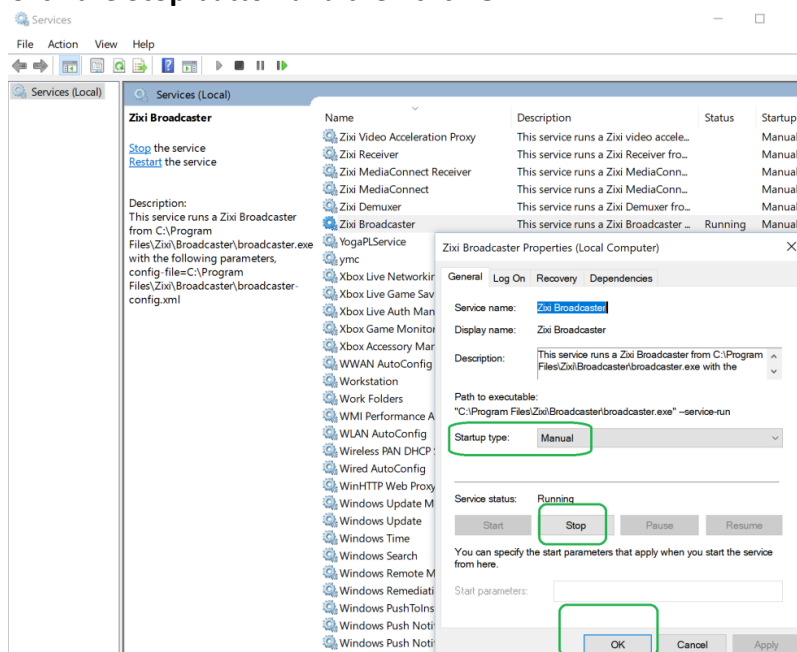 Services
File Action View Help
Services (Local)
Services (Local)
Zixi Broadcaster
Stop the service
Restart the service
Description:
This service runs a Zixi Broadcaster
from C:\Program
Files\Zixi\Broadcaster\broadcaster.exe
with the following parameters,
config-file=C:\Program
Files\Zixi\Broadcaster\broadcaster-
config.xml
Name Description Status Startup
Zixi Video Acceleration Proxy This service runs a Zixi video accele... Manual
Zixi Receiver This service runs a Zixi Receiver fro... Manual
Zixi MediaConnect Receiver This service runs a Zixi MediaConn... Manual
Zixi MediaConnect This service runs a Zixi MediaConn... Manual
Zixi Demuxer This service runs a Zixi Demuxer fro... Manual
Zixi Broadcaster This service runs a Zixi Broadcaster ... Running Manual
YogaPLService
ymc
Xbox Live Networkin
Xbox Live Game Sav
Xbox Live Auth Man
Xbox Game Monitor
Xbox Accessory Man
WWAN AutoConfig
Workstation
Work Folders
WMI Performance A
WLAN AutoConfig
Wireless PAN DHCP
Wired AutoConfig
WinHTTP Web Proxy
Windows Update M
Windows Update
Windows Time
Windows Search
Windows Remote M
Windows Remediati
Windows PushToIns
Windows Push Noti
Windows Push Noti
Zixi Broadcaster Properties (Local Computer)
General Log On Recovery Dependencies
Service name: Zixi Broadcaster
Display name: Zixi Broadcaster
Description: This service runs a Zixi Broadcaster from C:\Program
Files\Zixi\Broadcaster\broadcaster.exe with the
Path to executable:
"C:\Program Files\Zixi\Broadcaster\broadcaster.exe" --service-run
Startup type: Manual
Service status: Running
Start Stop Pause Resume
You can specify the start parameters that apply when you start the service
from here.
Start parameters:
OK Cancel Apply